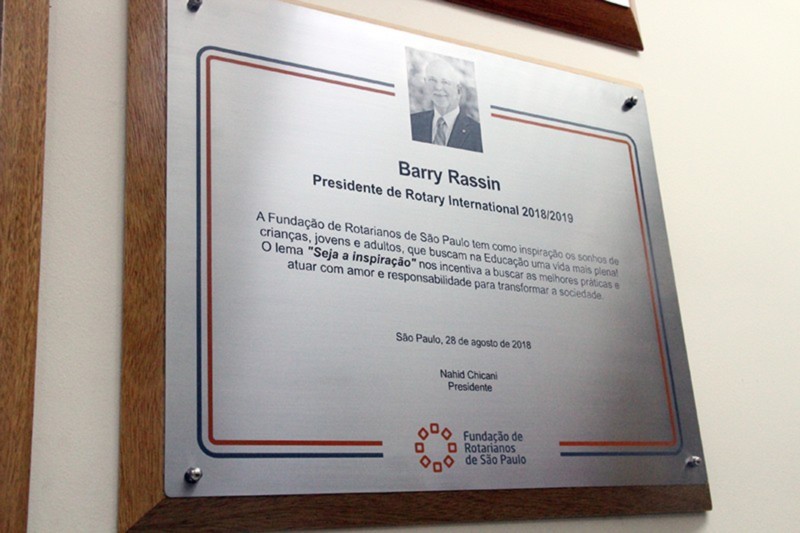 Barry Rassin
Presidente de Rotary International 2018/2019
A Fundação de Rotarianos de São Paulo tem como inspiração os sonhos de
crianças, jovens e adultos, que buscam na Educação uma vida mais plena!
O lema "Seja a inspiração" nos incentiva a buscar as melhores práticas e
atuar com amor e responsabilidade para transformar a sociedade.
São Paulo, 28 de agosto de 2018
Nahid Chicani
Presidente
Fundação de
Rotarianos
de São Paulo